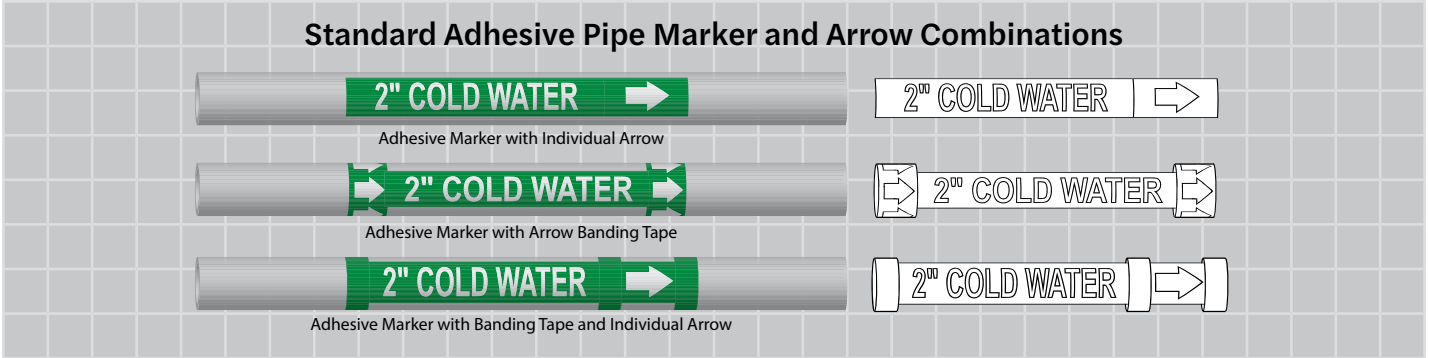 Standard Adhesive Pipe Marker and Arrow Combinations
2" COLD WATER
2" COLD WATER
Adhesive Marker with Individual Arrow
2" COLD WATER
2" COLD WATER
Adhesive Marker with Arrow Banding Tape
2" COLD WATER
2" COLD WATER
Adhesive Marker with Banding Tape and Individual Arrow